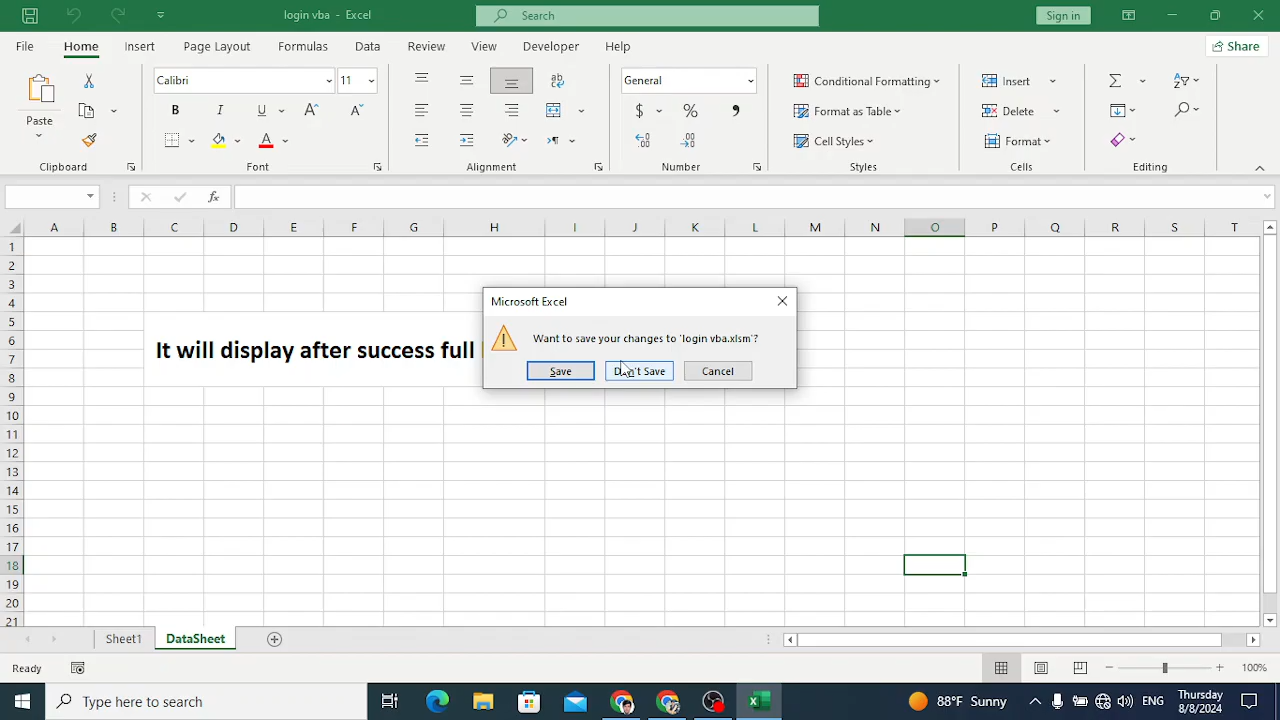 login vba - Excel
Search
Sign in
File
Home
Insert
Page Layout
Formulas
Data
Review
View
Developer
Help
Share
Paste
Calibri
11
B
I
U
A
A
A
General
$
%
Conditional Formatting
Format as Table
Cell Styles
Insert
Delete
Format
Clipboard
Font
Alignment
Number
Styles
Cells
Editing
fx
A B C D E F G H I J K L M N O P Q R S T
1
2
3
4
5
6
7
8
9
10
11
12
13
14
15
16
17
18
19
20
21
It will display after success full
Microsoft Excel
Want to save your changes to 'login vba.xlsm'?
Save
Don't Save
Cancel
Sheet1
DataSheet
Ready
100%
Type here to search
88°F Sunny
ENG
Thursday
8/8/2024